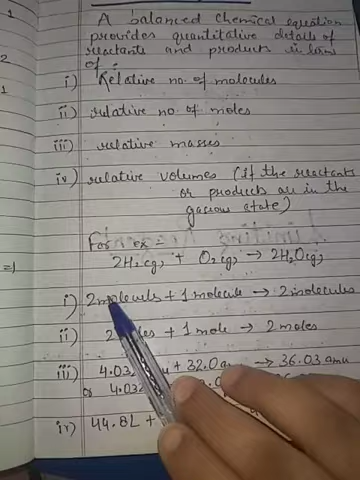 A balanced chemical equation
provides quantitative details of
reactants and products in terms
of :
i) Relative no. of molecules
ii) relative no of moles
iii) relative masses
iv) relative volumes (if the reactants
or products are in the
gaseous state)
For ex =
2H2(g) + O2(g) → 2H2O(g)
i) 2 molecules + 1 molecule → 2 molecules
ii) 2 + 1 mole → 2 moles
iii) 4.03 + 32.0 → 36.03 amu
or 4.032
iv) 44.8L +